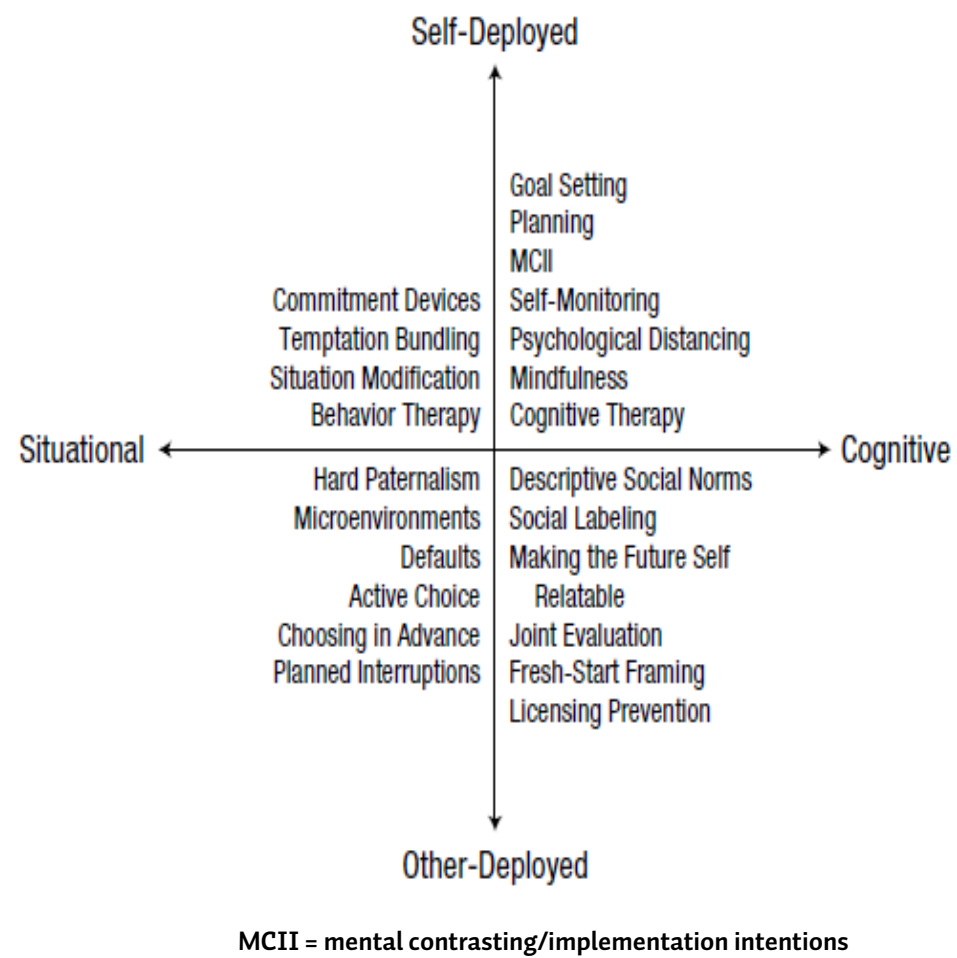 Self-Deployed
Goal Setting
Planning
MCII
Commitment Devices
Self-Monitoring
Temptation Bundling
Psychological Distancing
Situation Modification
Mindfulness
Behavior Therapy
Cognitive Therapy
Situational
Cognitive
Hard Paternalism
Descriptive Social Norms
Microenvironments
Social Labeling
Defaults
Making the Future Self
Active Choice
Relatable
Choosing in Advance
Joint Evaluation
Planned Interruptions
Fresh-Start Framing
Licensing Prevention
Other-Deployed
MCII = mental contrasting/implementation intentions